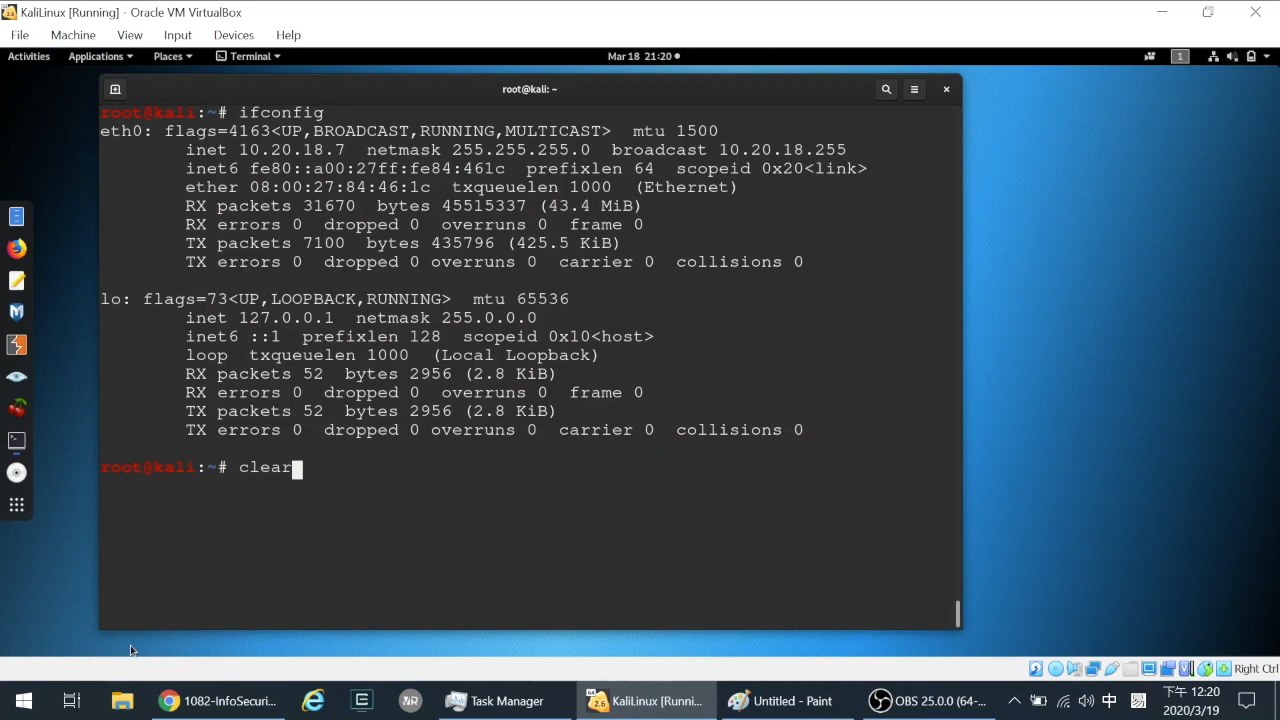 KaliLinux [Running] - Oracle VM VirtualBox
File Machine View Input Devices Help
Activities Applications Places Terminal Mar 18 21:20 1
root@kali: ~
root@kali:~# ifconfig
eth0: flags=4163<UP,BROADCAST,RUNNING,MULTICAST>  mtu 1500
        inet 10.20.18.7  netmask 255.255.255.0  broadcast 10.20.18.255
        inet6 fe80::a00:27ff:fe84:461c  prefixlen 64  scopeid 0x20<link>
        ether 08:00:27:84:46:1c  txqueuelen 1000  (Ethernet)
        RX packets 31670  bytes 45515337 (43.4 MiB)
        RX errors 0  dropped 0  overruns 0  frame 0
        TX packets 7100  bytes 435796 (425.5 KiB)
        TX errors 0  dropped 0 overruns 0  carrier 0  collisions 0
lo: flags=73<UP,LOOPBACK,RUNNING>  mtu 65536
        inet 127.0.0.1  netmask 255.0.0.0
        inet6 ::1  prefixlen 128  scopeid 0x10<host>
        loop  txqueuelen 1000  (Local Loopback)
        RX packets 52  bytes 2956 (2.8 KiB)
        RX errors 0  dropped 0  overruns 0  frame 0
        TX packets 52  bytes 2956 (2.8 KiB)
        TX errors 0  dropped 0 overruns 0  carrier 0  collisions 0
root@kali:~# clear
Right Ctrl
1082-InfoSecuri... Task Manager KaliLinux [Runni... Untitled - Paint OBS 25.0.0 (64-... 中 下午 12:20
2020/3/19